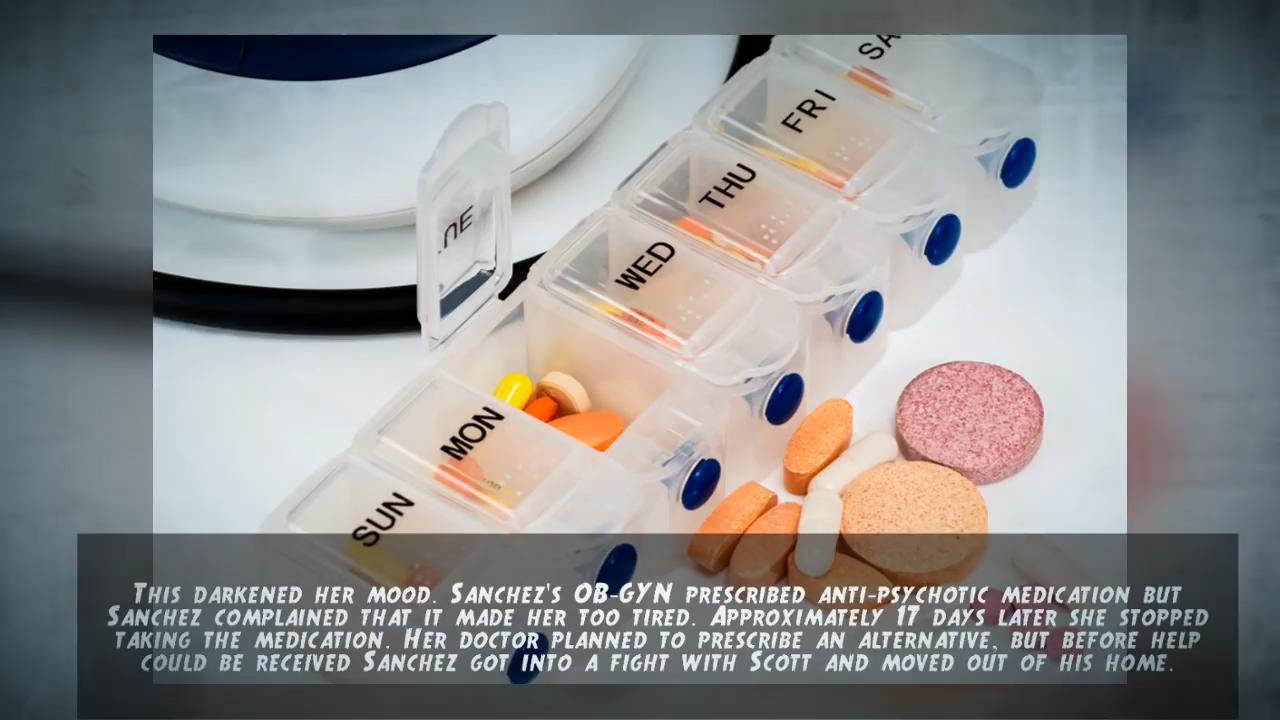 SA
FRI
THU
WED
UE
MON
SUN
This darkened her mood. Sanchez's OB-GYN prescribed anti-psychotic medication but
Sanchez complained that it made her too tired. Approximately 17 days later she stopped
taking the medication. Her doctor planned to prescribe an alternative, but before help
could be received Sanchez got into a fight with Scott and moved out of his home.